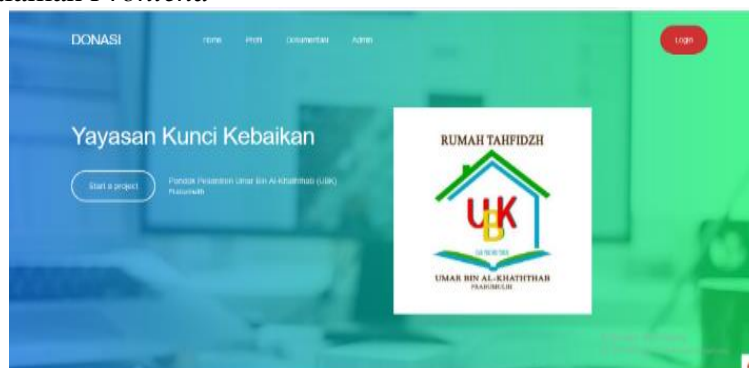 DONASI
Home Profil Dokumentasi Admin
Login
Yayasan Kunci Kebaikan
Start a project
Pondok Pesantren Umar Bin Al-Khathhtab (UBK)
Prabumulih
RUMAH TAHFIDZH
UBK
UMAR BIN AL-KHATHTHAB
PRABUMULIH